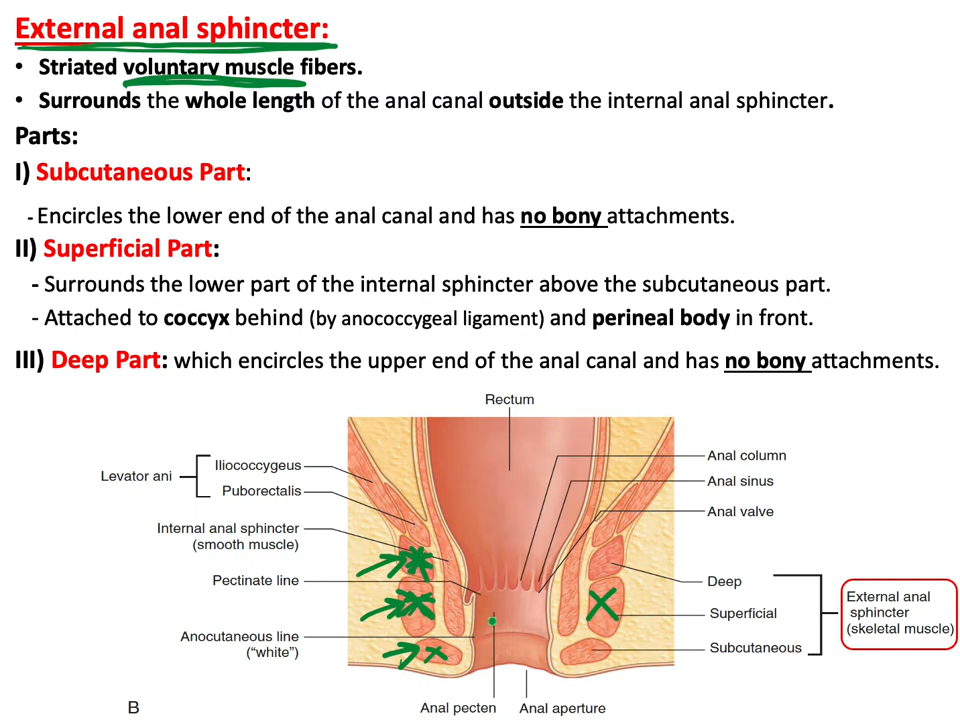 External anal sphincter:
• Striated voluntary muscle fibers.
• Surrounds the whole length of the anal canal outside the internal anal sphincter.
Parts:
I) Subcutaneous Part:
- Encircles the lower end of the anal canal and has no bony attachments.
II) Superficial Part:
- Surrounds the lower part of the internal sphincter above the subcutaneous part.
- Attached to coccyx behind (by anococcygeal ligament) and perineal body in front.
III) Deep Part: which encircles the upper end of the anal canal and has no bony attachments.
Rectum
Levator ani
Iliococcygeus
Puborectalis
Internal anal sphincter
(smooth muscle)
Pectinate line
Anocutaneous line
("white")
Anal column
Anal sinus
Anal valve
Deep
Superficial
Subcutaneous
External anal
sphincter
(skeletal muscle)
Anal pecten
Anal aperture
B